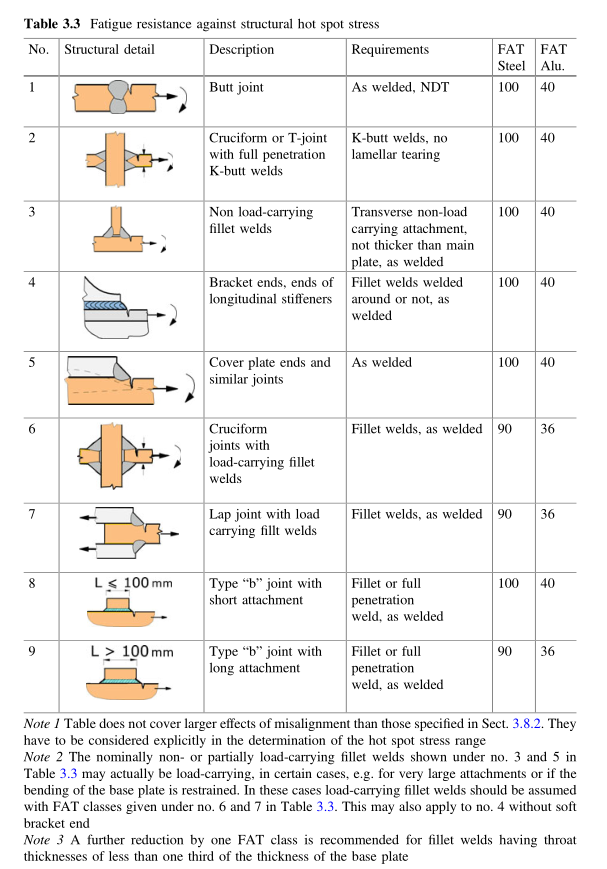 Table 3.3 Fatigue resistance against structural hot spot stress
No. Structural detail Description Requirements FAT Steel FAT Alu.
1 Butt joint As welded, NDT 100 40
2 Cruciform or T-joint with full penetration K-butt welds K-butt welds, no lamellar tearing 100 40
3 Non load-carrying fillet welds Transverse non-load carrying attachment, not thicker than main plate, as welded 100 40
4 Bracket ends, ends of longitudinal stiffeners Fillet welds welded around or not, as welded 100 40
5 Cover plate ends and similar joints As welded 100 40
6 Cruciform joints with load-carrying fillet welds Fillet welds, as welded 90 36
7 Lap joint with load carrying fillt welds Fillet welds, as welded 90 36
8 L ≤ 100 mm Type “b” joint with short attachment Fillet or full penetration weld, as welded 100 40
9 L > 100 mm Type “b” joint with long attachment Fillet or full penetration weld, as welded 90 36
Note 1 Table does not cover larger effects of misalignment than those specified in Sect. 3.8.2. They
have to be considered explicitly in the determination of the hot spot stress range
Note 2 The nominally non- or partially load-carrying fillet welds shown under no. 3 and 5 in
Table 3.3 may actually be load-carrying, in certain cases, e.g. for very large attachments or if the
bending of the base plate is restrained. In these cases load-carrying fillet welds should be assumed
with FAT classes given under no. 6 and 7 in Table 3.3. This may also apply to no. 4 without soft
bracket end
Note 3 A further reduction by one FAT class is recommended for fillet welds having throat
thicknesses of less than one third of the thickness of the base plate